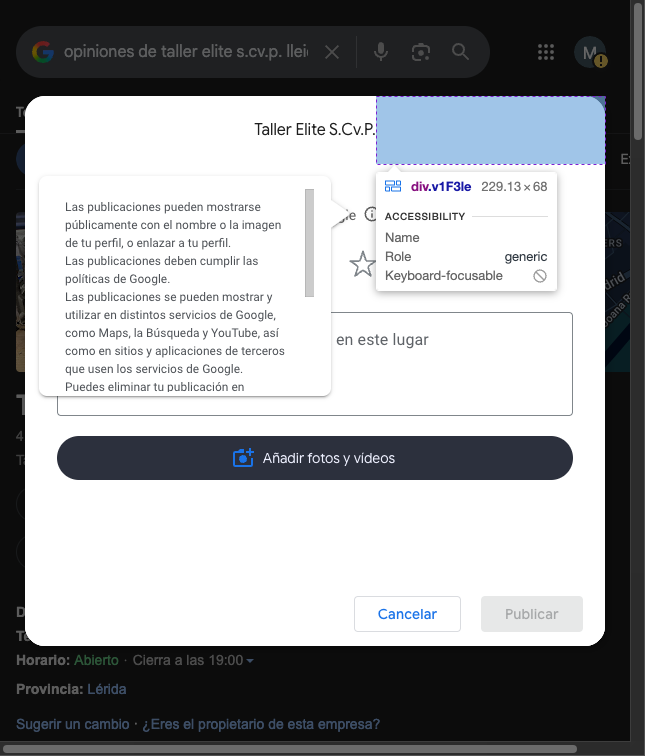 opiniones de taller elite s.cv.p. llei
M
Taller Elite S.Cv.P.
div.v1F3le 229.13 × 68
ACCESSIBILITY
Name
Role generic
Keyboard-focusable
Las publicaciones pueden mostrarse
públicamente con el nombre o la imagen
de tu perfil, o enlazar a tu perfil.
Las publicaciones deben cumplir las
políticas de Google.
Las publicaciones se pueden mostrar y
utilizar en distintos servicios de Google,
como Maps, la Búsqueda y YouTube, así
como en sitios y aplicaciones de terceros
que usen los servicios de Google.
Puedes eliminar tu publicación en
en este lugar
Añadir fotos y vídeos
Cancelar
Publicar
Horario: Abierto · Cierra a las 19:00
Provincia: Lérida
Sugerir un cambio · ¿Eres el propietario de esta empresa?